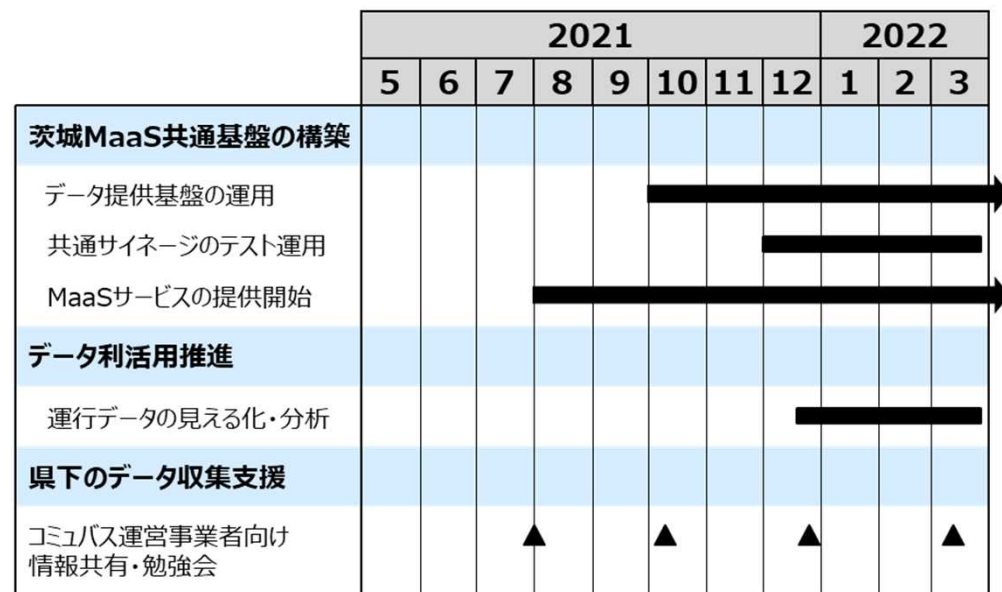 2021 2022
5 6 7 8 9 10 11 12 1 2 3
茨城MaaS共通基盤の構築
データ提供基盤の運用
共通サイネージのテスト運用
MaaSサービスの提供開始
データ利活用推進
運行データの見える化・分析
県下のデータ収集支援
コミュバス運営事業者向け
情報共有・勉強会